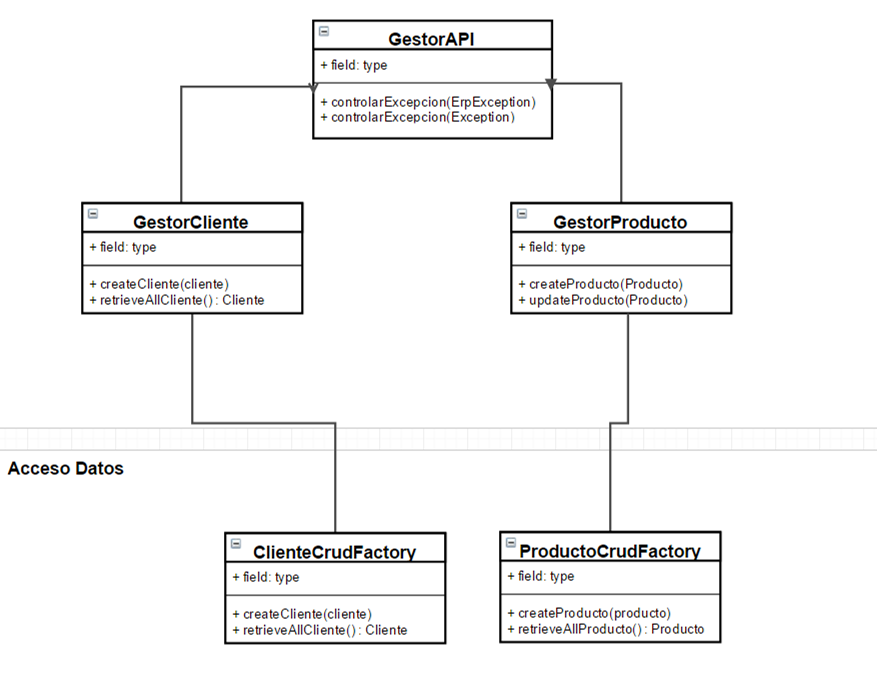 GestorAPI
+ field: type
+ controlarExcepcion(ErpException)
+ controlarExcepcion(Exception)
GestorCliente
+ field: type
+ createCliente(cliente)
+ retrieveAllCliente() : Cliente
GestorProducto
+ field: type
+ createProducto(Producto)
+ updateProducto(Producto)
Acceso Datos
ClienteCrudFactory
+ field: type
+ createCliente(cliente)
+ retrieveAllCliente() : Cliente
ProductoCrudFactory
+ field: type
+ createProducto(producto)
+ retrieveAllProducto() : Producto